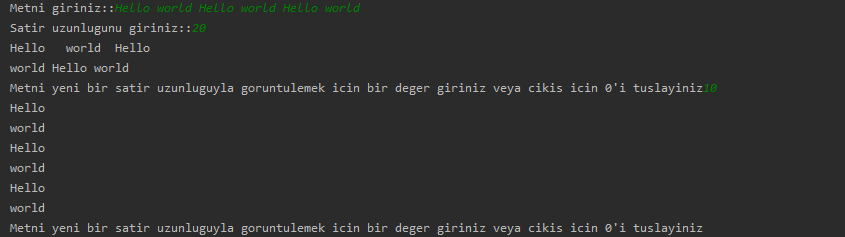 Metni giriniz::Hello world Hello world Hello world
Satir uzunlugunu giriniz::20
Hello   world  Hello
world Hello world
Metni yeni bir satir uzunluguyla goruntulemek icin bir deger giriniz veya cikis icin 0'i tuslayiniz10
Hello
world
Hello
world
Hello
world
Metni yeni bir satir uzunluguyla goruntulemek icin bir deger giriniz veya cikis icin 0'i tuslayiniz